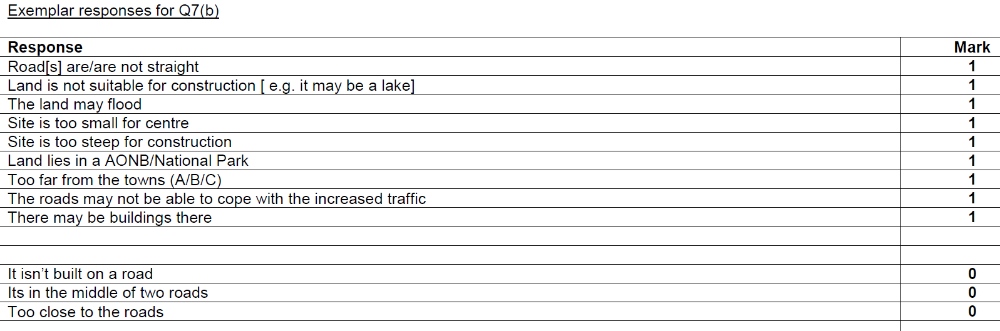 Exemplar responses for Q7(b)
Response Mark
Road[s] are/are not straight 1
Land is not suitable for construction [ e.g. it may be a lake] 1
The land may flood 1
Site is too small for centre 1
Site is too steep for construction 1
Land lies in a AONB/National Park 1
Too far from the towns (A/B/C) 1
The roads may not be able to cope with the increased traffic 1
There may be buildings there 1
It isn’t built on a road 0
Its in the middle of two roads 0
Too close to the roads 0